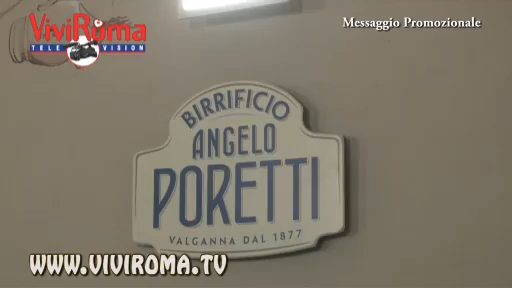 ViviRoma
TELE VISION
Messaggio Promozionale
BIRRIFICIO
ANGELO
PORETTI
VALGANNA DAL 1877
WWW.VIVIROMA.TV